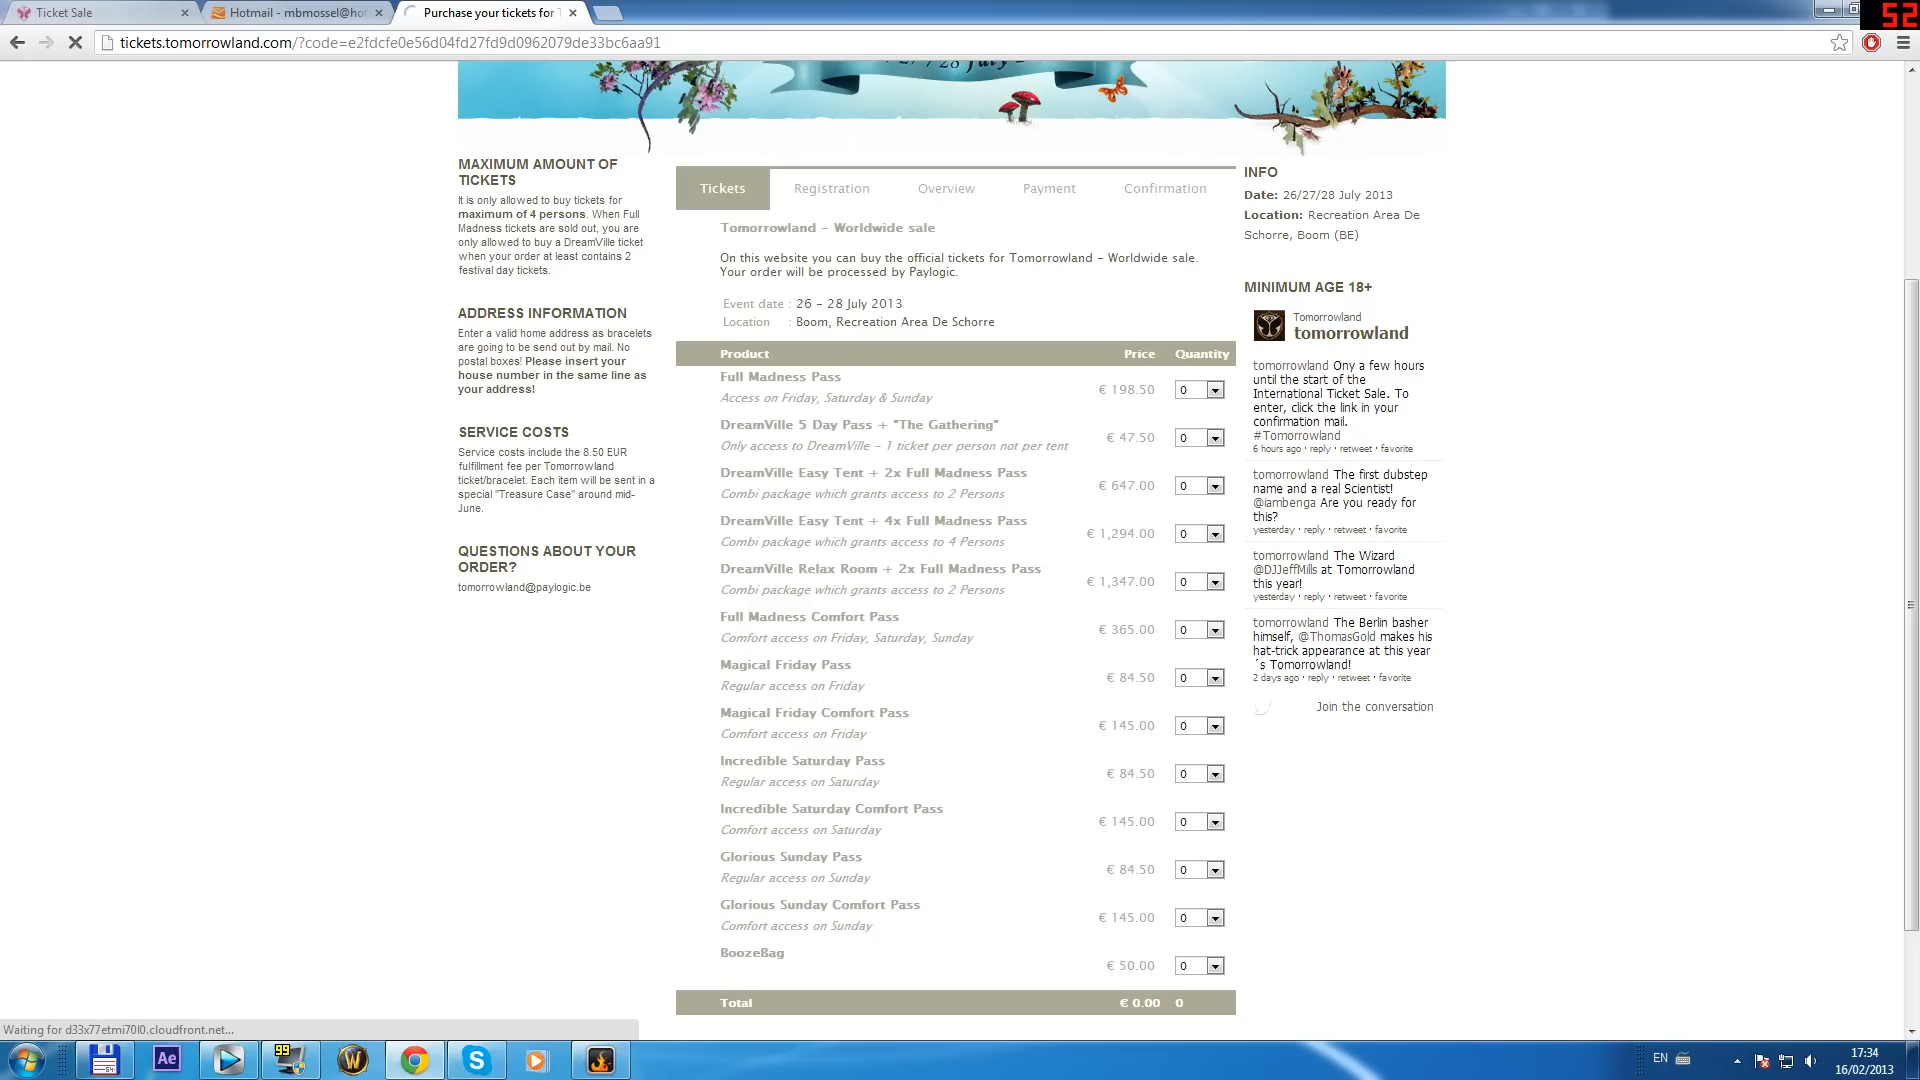 Ticket Sale
Hotmail - mbmossel@ho
Purchase your tickets for T
52
tickets.tomorrowland.com/?code=e2fdcfe0e56d04fd27fd9d0962079de33bc6aa91
MAXIMUM AMOUNT OF
TICKETS
It is only allowed to buy tickets for
maximum of 4 persons. When Full
Madness tickets are sold out, you are
only allowed to buy a DreamVille ticket
when your order at least contains 2
festival day tickets.
ADDRESS INFORMATION
Enter a valid home address as bracelets
are going to be send out by mail. No
postal boxes! Please insert your
house number in the same line as
your address!
SERVICE COSTS
Service costs include the 8.50 EUR
fulfillment fee per Tomorrowland
ticket/bracelet. Each item will be sent in a
special "Treasure Case" around mid-
June.
QUESTIONS ABOUT YOUR
ORDER?
tomorrowland@paylogic.be
Tickets Registration Overview Payment Confirmation
Tomorrowland - Worldwide sale
On this website you can buy the official tickets for Tomorrowland - Worldwide sale.
Your order will be processed by Paylogic.
Event date : 26 - 28 July 2013
Location : Boom, Recreation Area De Schorre
Product Price Quantity
Full Madness Pass
Access on Friday, Saturday & Sunday
€ 198.50 0
DreamVille 5 Day Pass + "The Gathering"
Only access to DreamVille - 1 ticket per person not per tent
€ 47.50 0
DreamVille Easy Tent + 2x Full Madness Pass
Combi package which grants access to 2 Persons
€ 647.00 0
DreamVille Easy Tent + 4x Full Madness Pass
Combi package which grants access to 4 Persons
€ 1,294.00 0
DreamVille Relax Room + 2x Full Madness Pass
Combi package which grants access to 2 Persons
€ 1,347.00 0
Full Madness Comfort Pass
Comfort access on Friday, Saturday, Sunday
€ 365.00 0
Magical Friday Pass
Regular access on Friday
€ 84.50 0
Magical Friday Comfort Pass
Comfort access on Friday
€ 145.00 0
Incredible Saturday Pass
Regular access on Saturday
€ 84.50 0
Incredible Saturday Comfort Pass
Comfort access on Saturday
€ 145.00 0
Glorious Sunday Pass
Regular access on Sunday
€ 84.50 0
Glorious Sunday Comfort Pass
Comfort access on Sunday
€ 145.00 0
BoozeBag
€ 50.00 0
Total € 0.00 0
INFO
Date: 26/27/28 July 2013
Location: Recreation Area De
Schorre, Boom (BE)
MINIMUM AGE 18+
Tomorrowland
tomorrowland
tomorrowland Ony a few hours
until the start of the
International Ticket Sale. To
enter, click the link in your
confirmation mail.
#Tomorrowland
6 hours ago · reply · retweet · favorite
tomorrowland The first dubstep
name and a real Scientist!
@iambenga Are you ready for
this?
yesterday · reply · retweet · favorite
tomorrowland The Wizard
@DJJeffMills at Tomorrowland
this year!
yesterday · reply · retweet · favorite
tomorrowland The Berlin basher
himself, @ThomasGold makes his
hat-trick appearance at this year
´s Tomorrowland!
2 days ago · reply · retweet · favorite
Join the conversation
Waiting for d33x77etmi70l0.cloudfront.net...
64
Ae
99
EN
17:34
16/02/2013